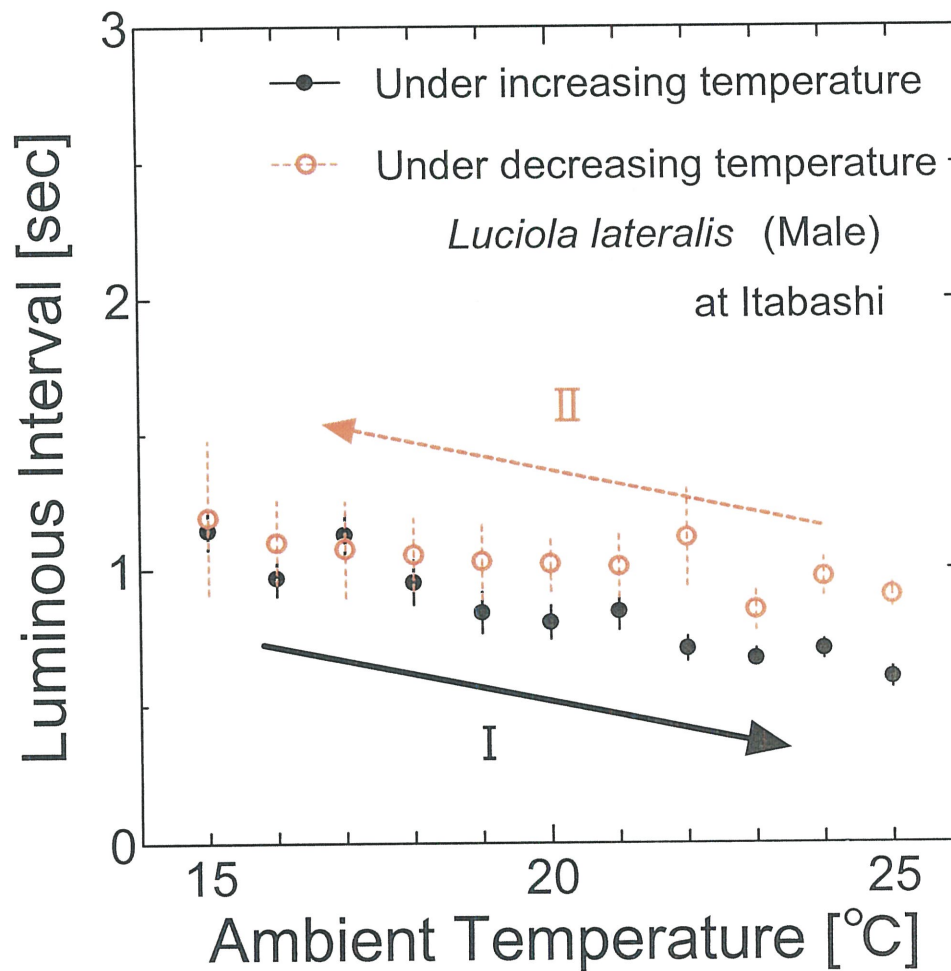 3
Under increasing temperature
Under decreasing temperature
Luciola lateralis (Male)
at Itabashi
2
Luminous Interval [sec]
II
1
I
0
15 20 25
Ambient Temperature [°C]